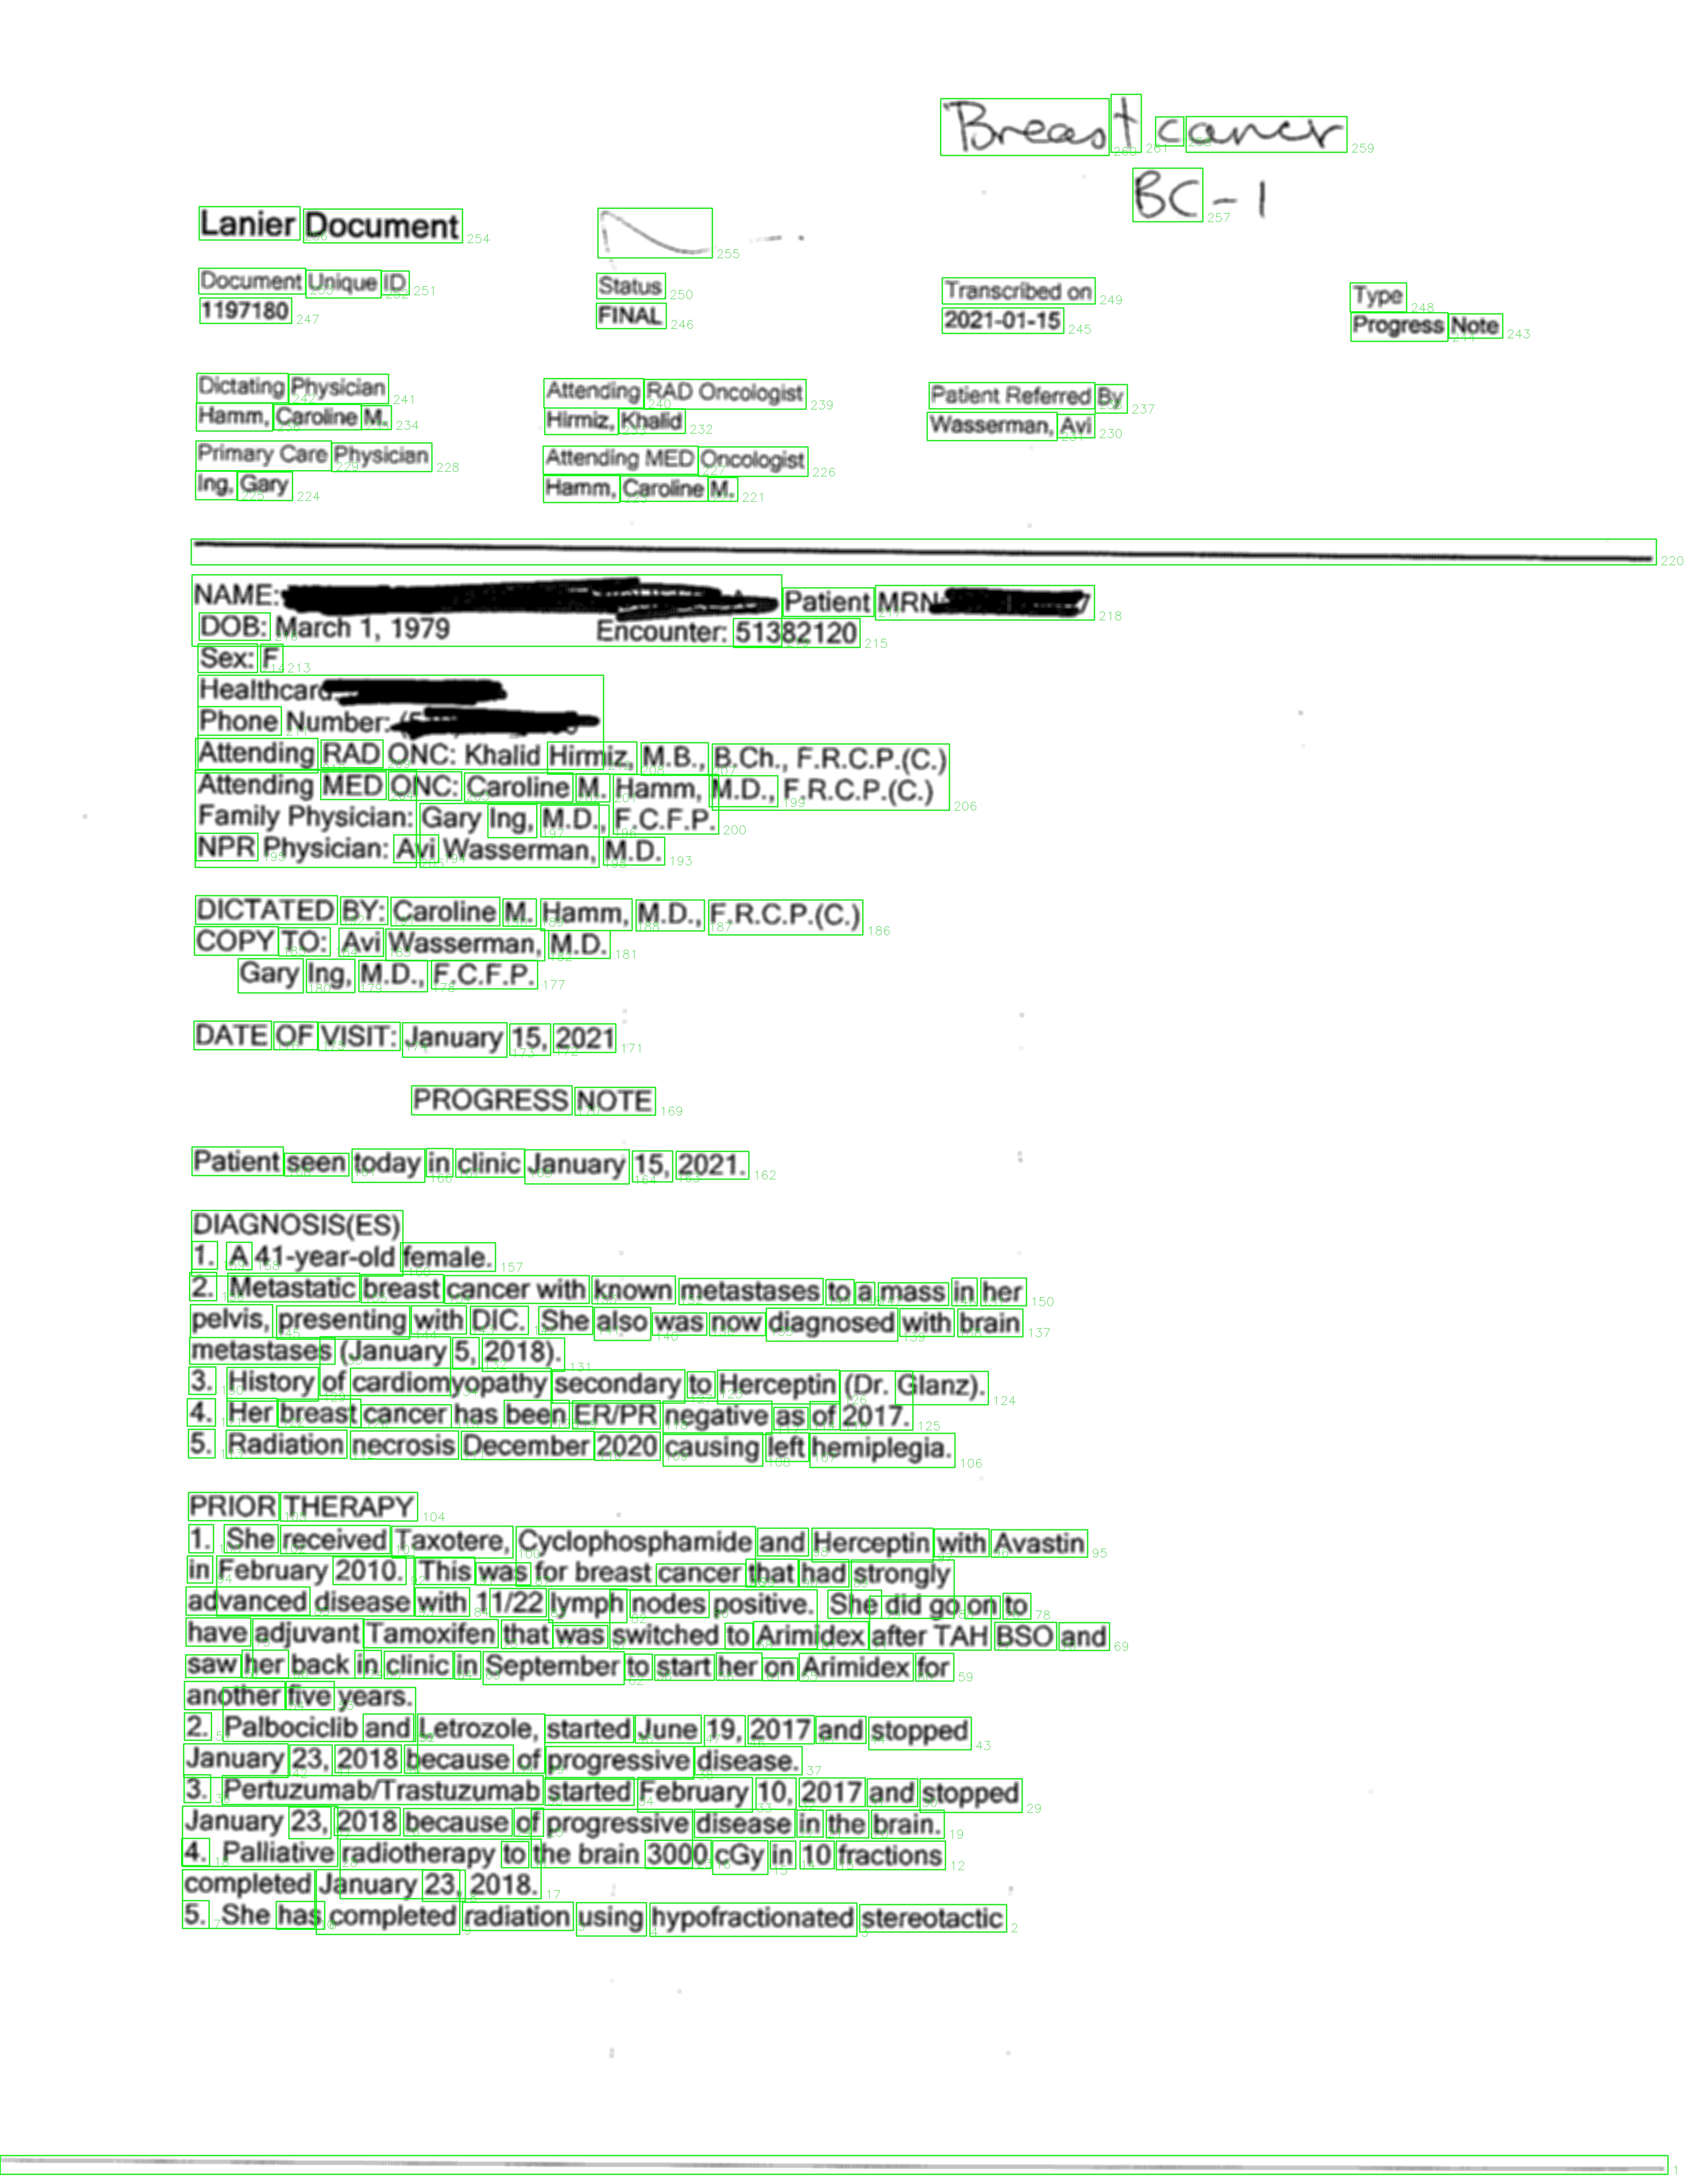 Breast cancer
BC-1
Lanier Document
Document Unique ID Status Transcribed on Type
1197180 FINAL 2021-01-15 Progress Note
Dictating Physician Attending RAD Oncologist Patient Referred By
Hamm, Caroline M. Hirmiz, Khalid Wasserman, Avi
Primary Care Physician Attending MED Oncologist
Ing, Gary Hamm, Caroline M.
NAME: Patient MRN
DOB: March 1, 1979 Encounter: 51382120
Sex: F
Healthcard
Phone Number:
Attending RAD ONC: Khalid Hirmiz, M.B., B.Ch., F.R.C.P.(C.)
Attending MED ONC: Caroline M. Hamm, M.D., F.R.C.P.(C.)
Family Physician: Gary Ing, M.D., F.C.F.P.
NPR Physician: Avi Wasserman, M.D.
DICTATED BY: Caroline M. Hamm, M.D., F.R.C.P.(C.)
COPY TO: Avi Wasserman, M.D.
Gary Ing, M.D., F.C.F.P.
DATE OF VISIT: January 15, 2021
PROGRESS NOTE
Patient seen today in clinic January 15, 2021.
DIAGNOSIS(ES)
1. A 41-year-old female.
2. Metastatic breast cancer with known metastases to a mass in her
pelvis, presenting with DIC. She also was now diagnosed with brain
metastases (January 5, 2018).
3. History of cardiomyopathy secondary to Herceptin (Dr. Glanz).
4. Her breast cancer has been ER/PR negative as of 2017.
5. Radiation necrosis December 2020 causing left hemiplegia.
PRIOR THERAPY
1. She received Taxotere, Cyclophosphamide and Herceptin with Avastin
in February 2010. This was for breast cancer that had strongly
advanced disease with 11/22 lymph nodes positive. She did go on to
have adjuvant Tamoxifen that was switched to Arimidex after TAH BSO and
saw her back in clinic in September to start her on Arimidex for
another five years.
2. Palbociclib and Letrozole, started June 19, 2017 and stopped
January 23, 2018 because of progressive disease.
3. Pertuzumab/Trastuzumab started February 10, 2017 and stopped
January 23, 2018 because of progressive disease in the brain.
4. Palliative radiotherapy to the brain 3000 cGy in 10 fractions
completed January 23, 2018.
5. She has completed radiation using hypofractionated stereotactic